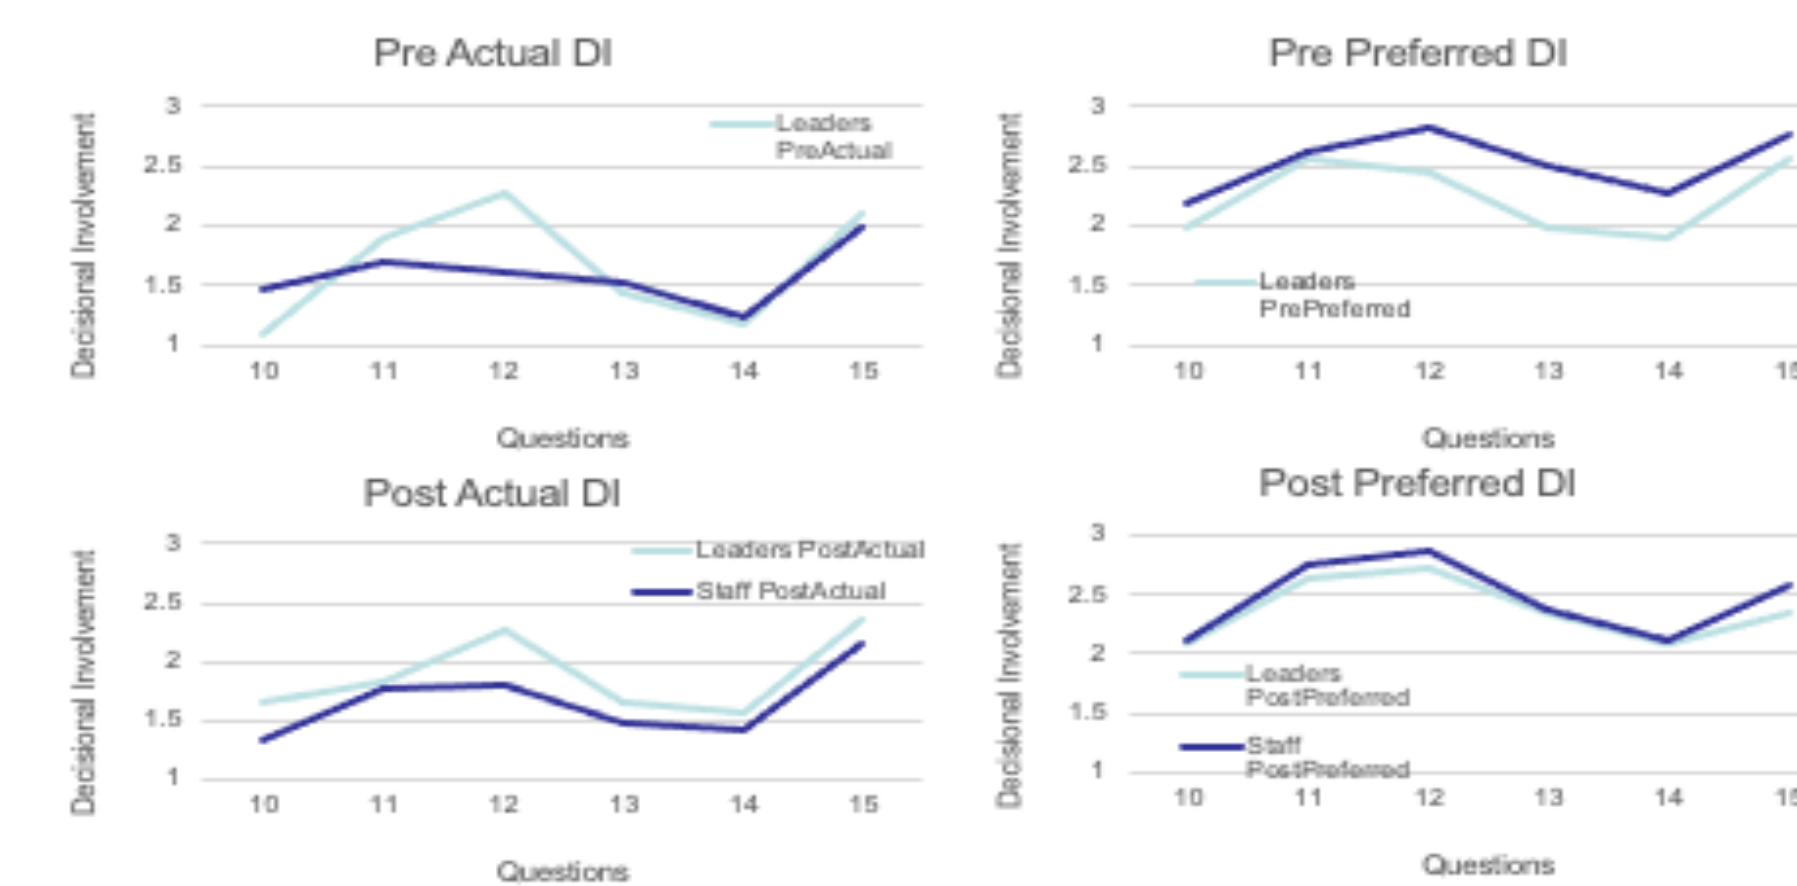 Pre Actual DI
Decisional Involvement
3
2.5
2
1.5
1
Leaders
PreActual
10 11 12 13 14 15
Questions
Pre Preferred DI
Decisional Involvement
3
2.5
2
1.5
1
Leaders
PrePreferred
10 11 12 13 14
Questions
Post Actual DI
Decisional Involvement
3
2.5
2
1.5
1
Leaders PostActual
Staff PostActual
10 11 12 13 14 15
Questions
Post Preferred DI
Decisional Involvement
3
2.5
2
1.5
1
Leaders
PostPreferred
Staff
PostPreferred
10 11 12 13 14
Questions